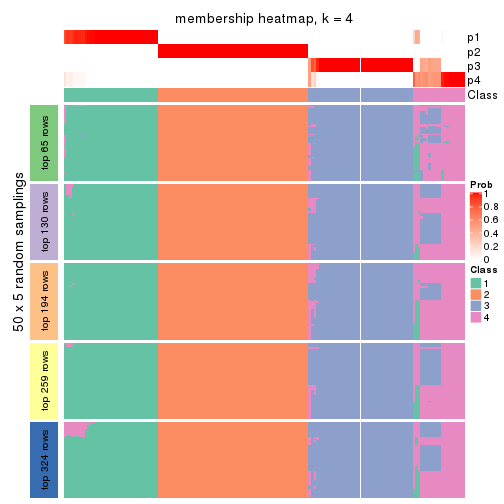 membership heatmap, k = 4
p1
p2
p3
p4
Class
50 x 5 random samplings
top 65 rows
top 130 rows
top 194 rows
top 259 rows
top 324 rows
Prob
1
0.8
0.6
0.4
0.2
0
Class
1
2
3
4